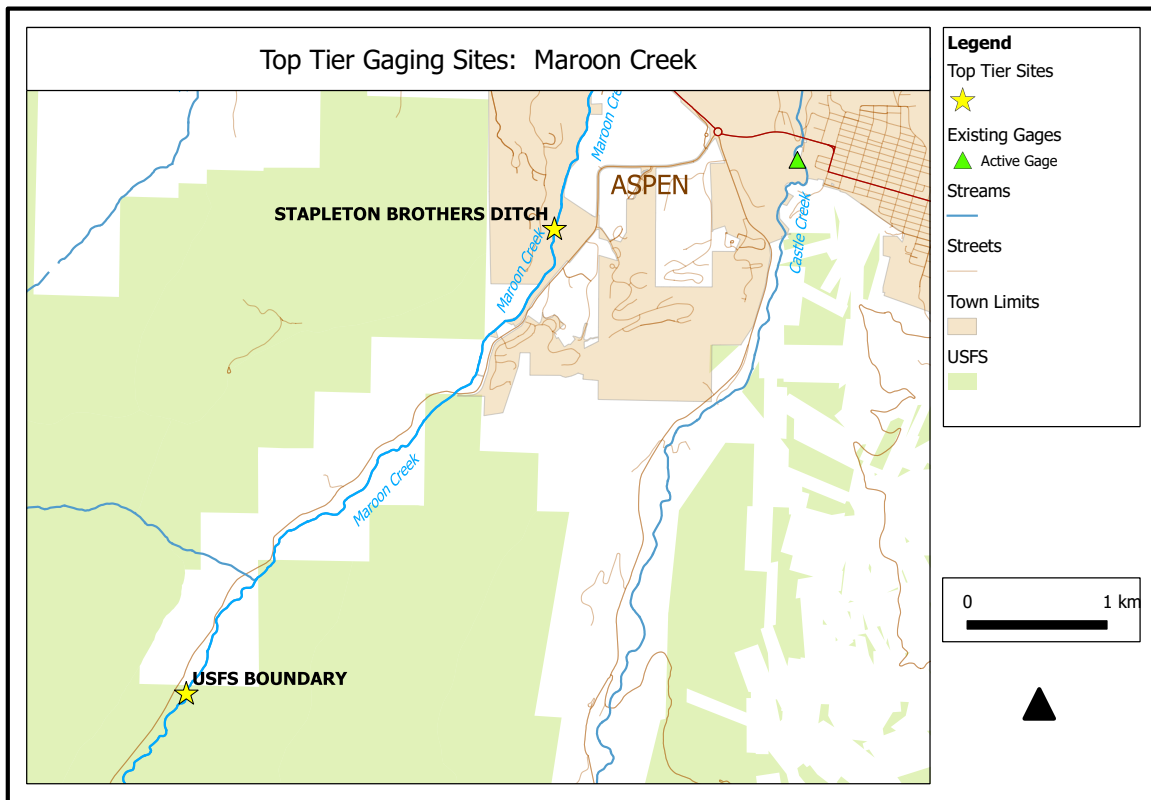 Top Tier Gaging Sites:  Maroon Creek
Maroon Cre
ASPEN
STAPLETON BROTHERS DITCH
Maroon Creek
Castle Creek
Maroon Creek
USFS BOUNDARY
Legend
Top Tier Sites
Existing Gages
Active Gage
Streams
Streets
Town Limits
USFS
0 1 km